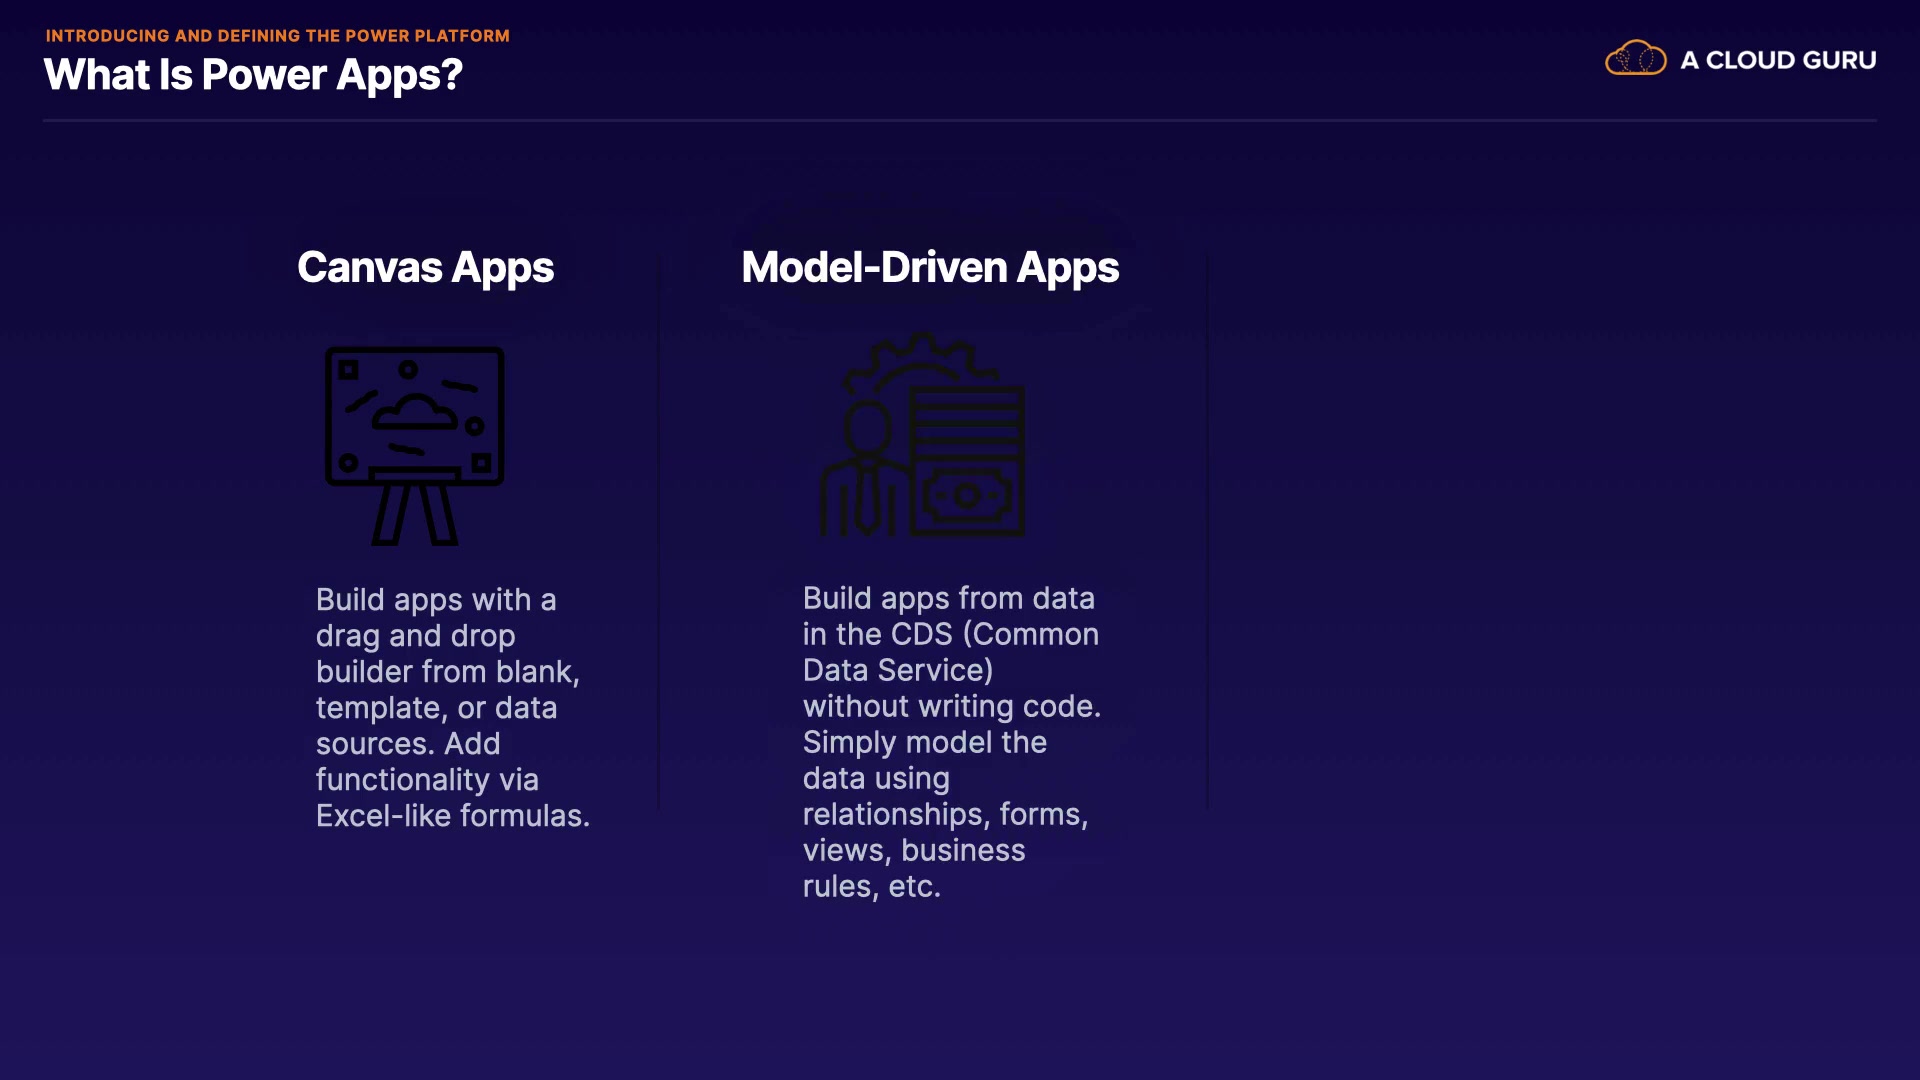 INTRODUCING AND DEFINING THE POWER PLATFORM
What Is Power Apps?
A CLOUD GURU
Canvas Apps
Build apps with a
drag and drop
builder from blank,
template, or data
sources. Add
functionality via
Excel-like formulas.
Model-Driven Apps
Build apps from data
in the CDS (Common
Data Service)
without writing code.
Simply model the
data using
relationships, forms,
views, business
rules, etc.